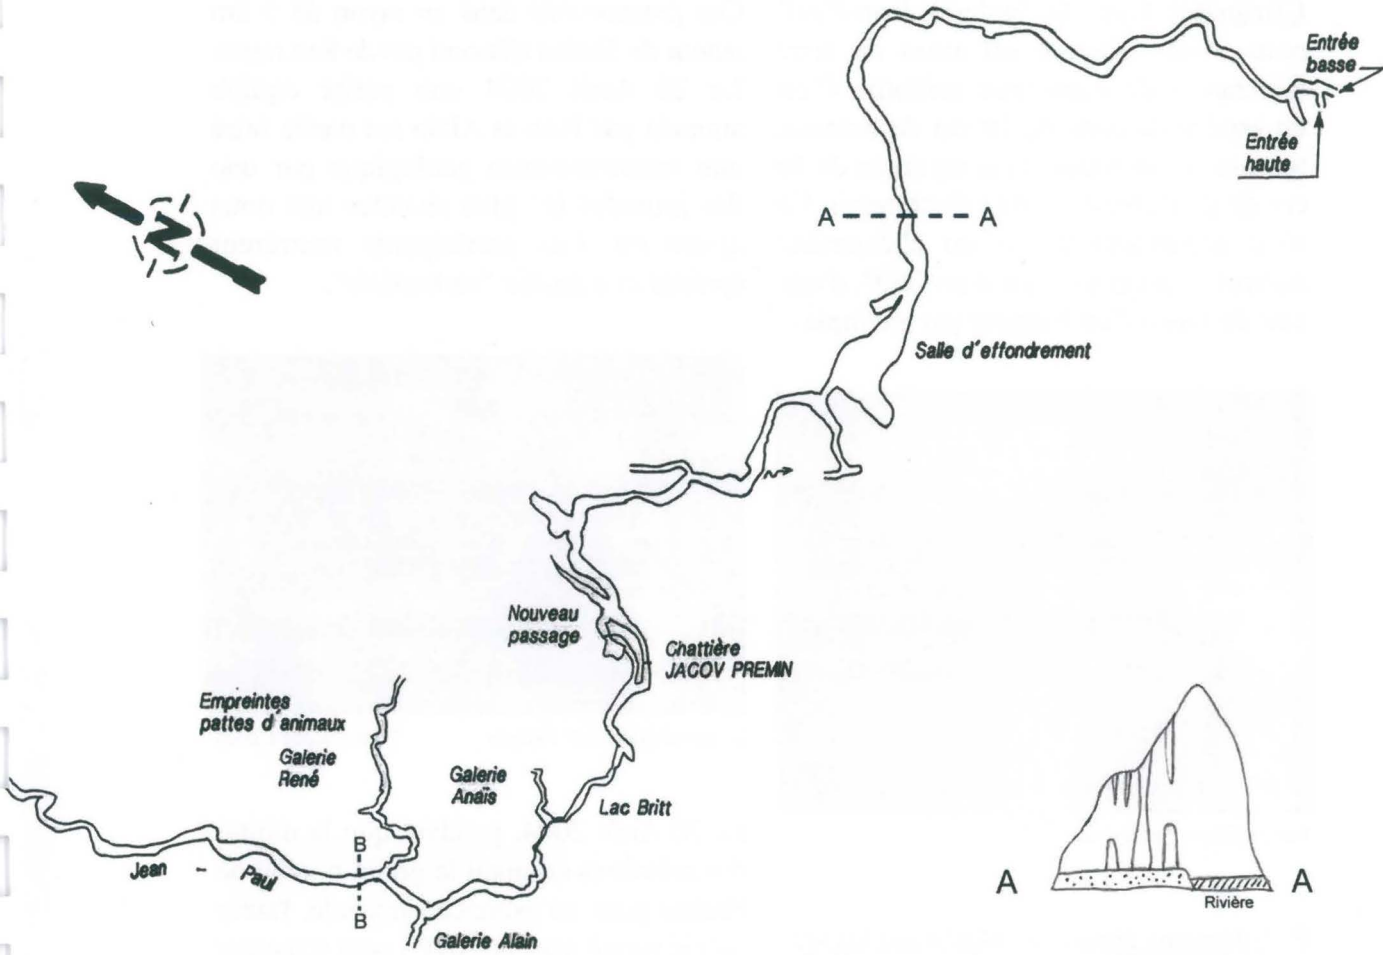 Entrée
basse
Entrée
haute
N
A
A
Salle d'effondrement
Nouveau
passage
Chattière
JACOV PREMIN
Empreintes
pattes d'animaux
Galerie
René
Galerie
Anaïs
Lac Britt
B
Jean - Paul
B
Galerie Alain
A
A
Rivière